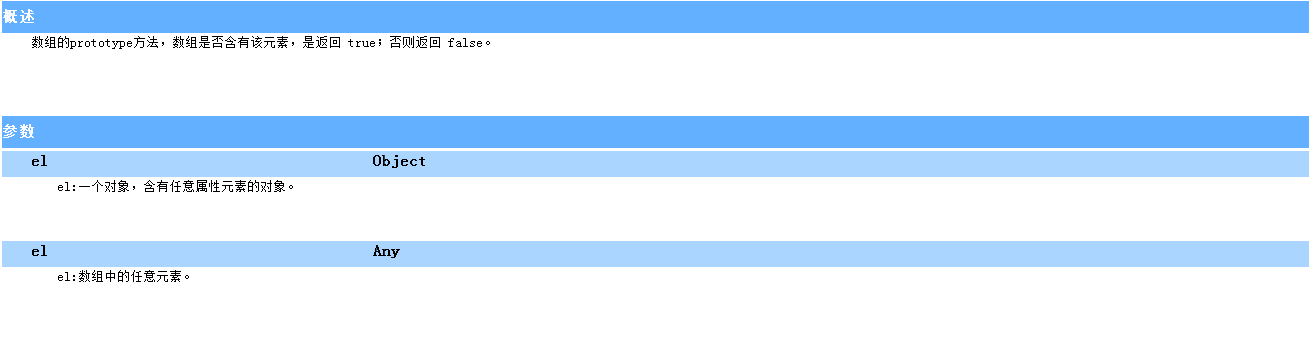 概述
数组的prototype方法，数组是否含有该元素，是返回 true；否则返回 false。
参数
el Object
el:一个对象，含有任意属性元素的对象。
el Any
el:数组中的任意元素。